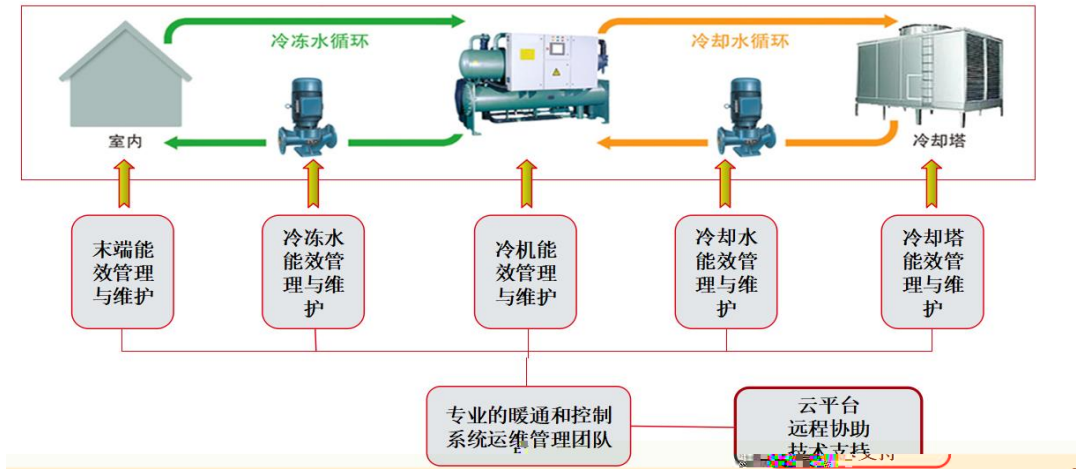 冷冻水循环
冷却水循环
室内
冷却塔
末端能
效管理
与维护
冷冻水
能效管
理与维
护
冷机能
效管理
与维护
冷却水
能效管
理与维
护
冷却塔
能效管
理与维
护
专业的暖通和控制
系统运维管理团队
云平台
远程协助
技术支持